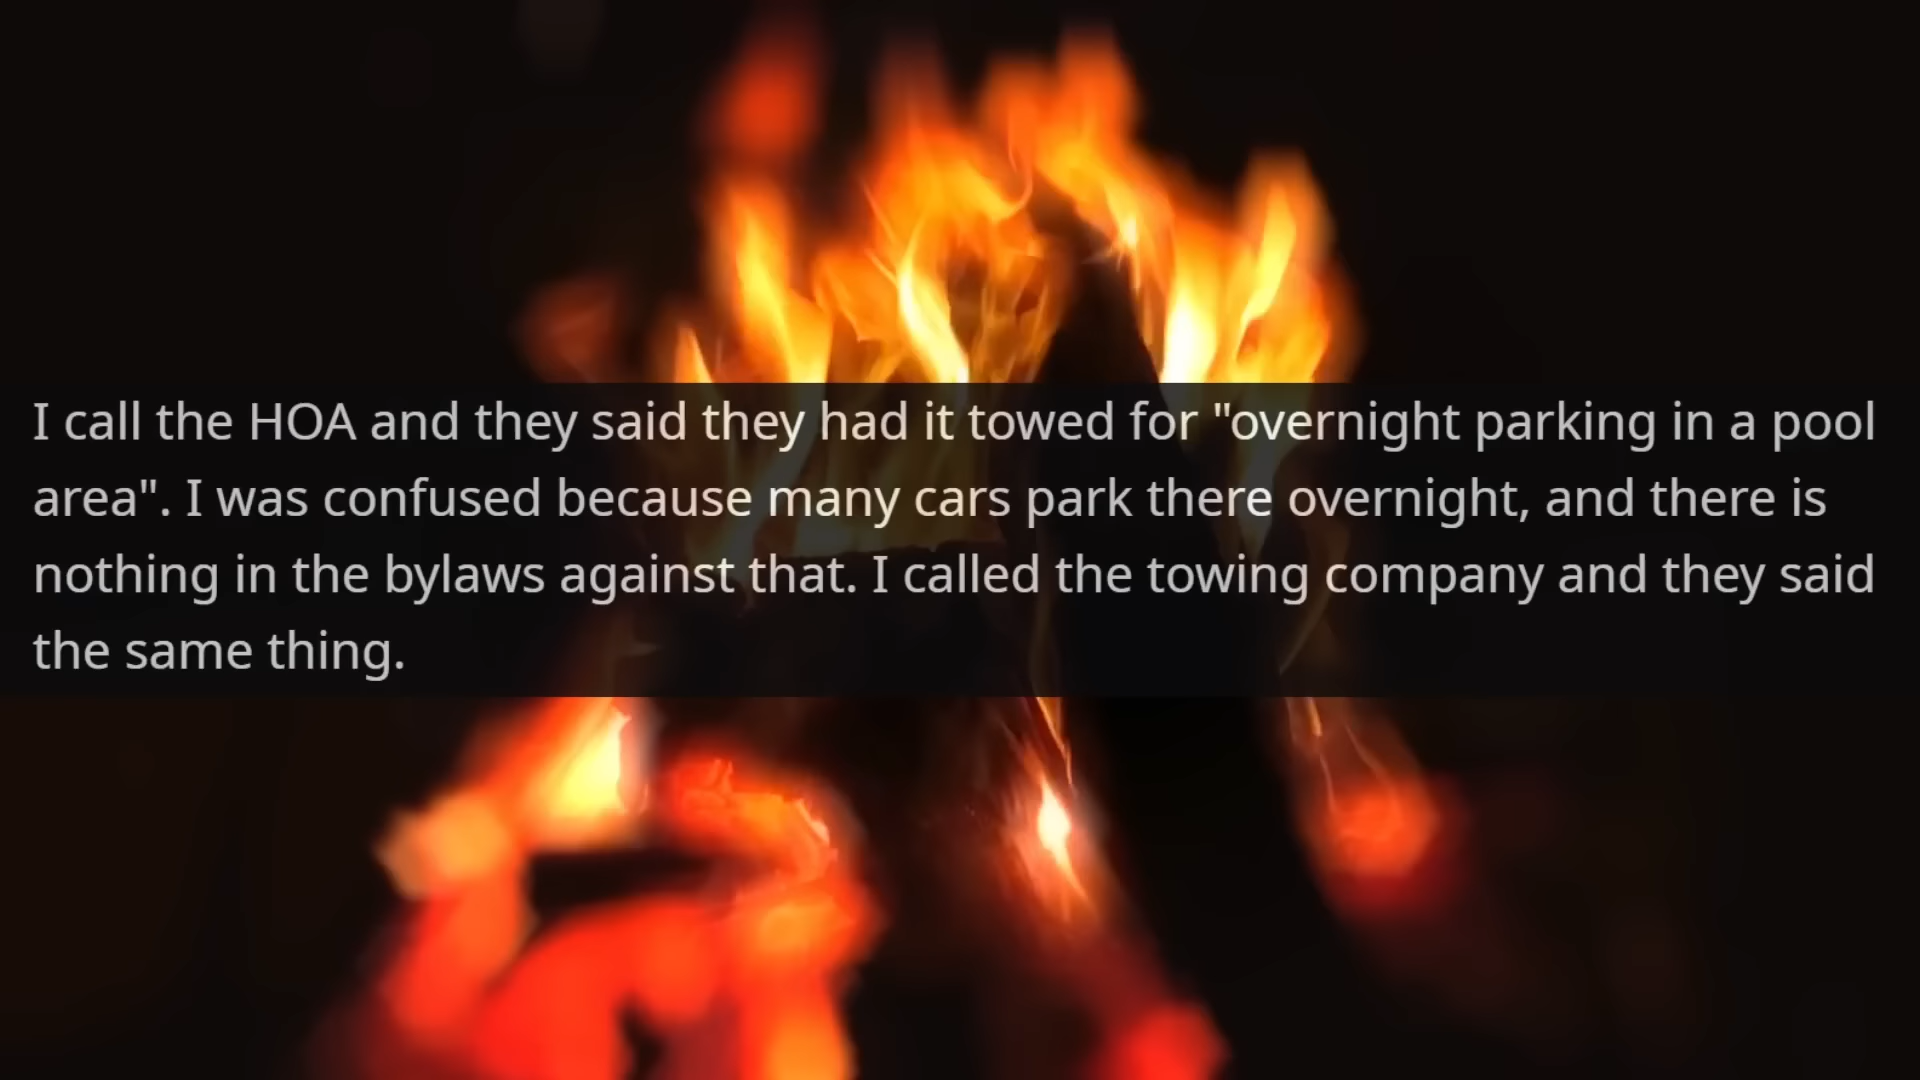 I call the HOA and they said they had it towed for "overnight parking in a pool
area". I was confused because many cars park there overnight, and there is
nothing in the bylaws against that. I called the towing company and they said
the same thing.